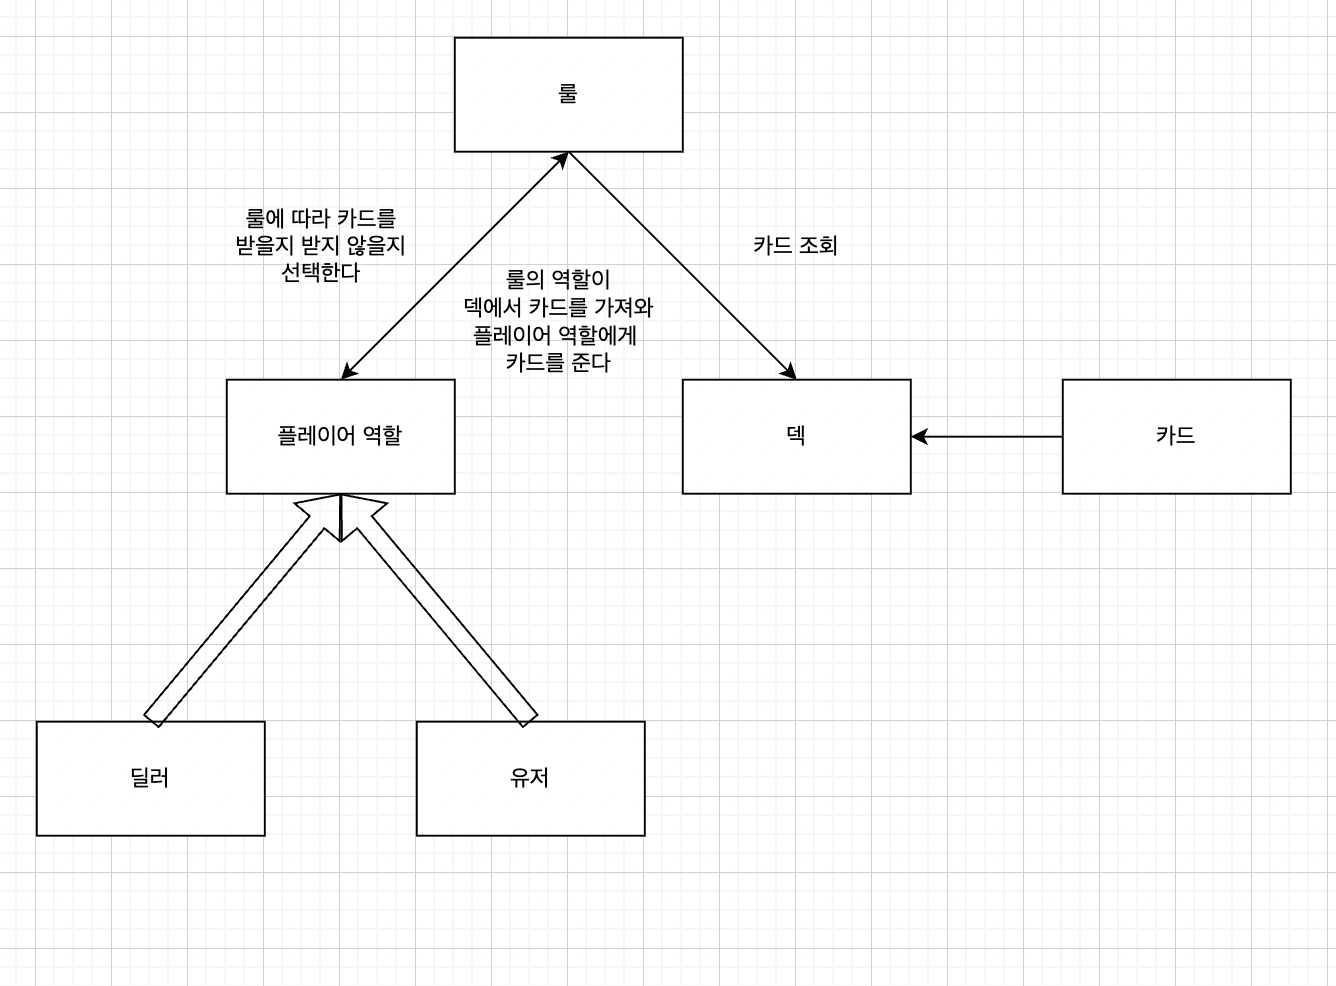 룰
룰에 따라 카드를
받을지 받지 않을지
선택한다
카드 조회
룰의 역할이
덱에서 카드를 가져와
플레이어 역할에게
카드를 준다
플레이어 역할
덱
카드
딜러
유저